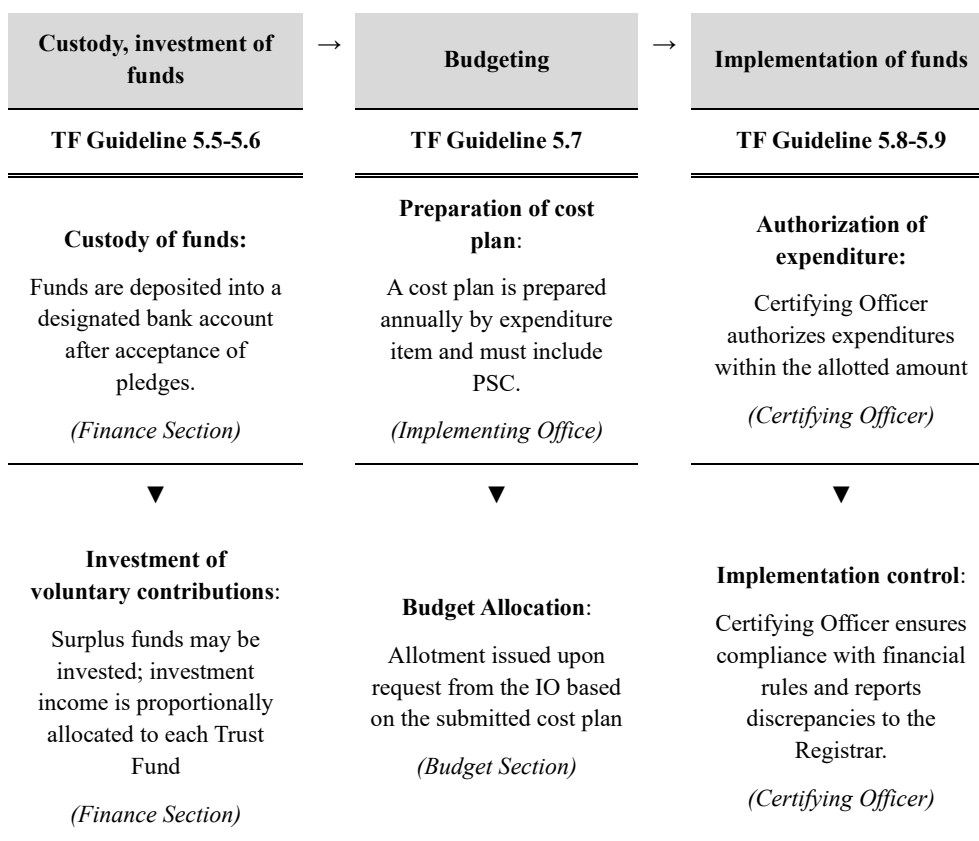 Custody, investment of
funds
→
Budgeting
→
Implementation of funds
TF Guideline 5.5-5.6
TF Guideline 5.7
TF Guideline 5.8-5.9
Custody of funds:
Funds are deposited into a
designated bank account
after acceptance of
pledges.
(Finance Section)
Preparation of cost
plan:
A cost plan is prepared
annually by expenditure
item and must include
PSC.
(Implementing Office)
Authorization of
expenditure:
Certifying Officer
authorizes expenditures
within the allotted amount
(Certifying Officer)
▼
▼
▼
Investment of
voluntary contributions:
Surplus funds may be
invested; investment
income is proportionally
allocated to each Trust
Fund
(Finance Section)
Budget Allocation:
Allotment issued upon
request from the IO based
on the submitted cost plan
(Budget Section)
Implementation control:
Certifying Officer ensures
compliance with financial
rules and reports
discrepancies to the
Registrar.
(Certifying Officer)